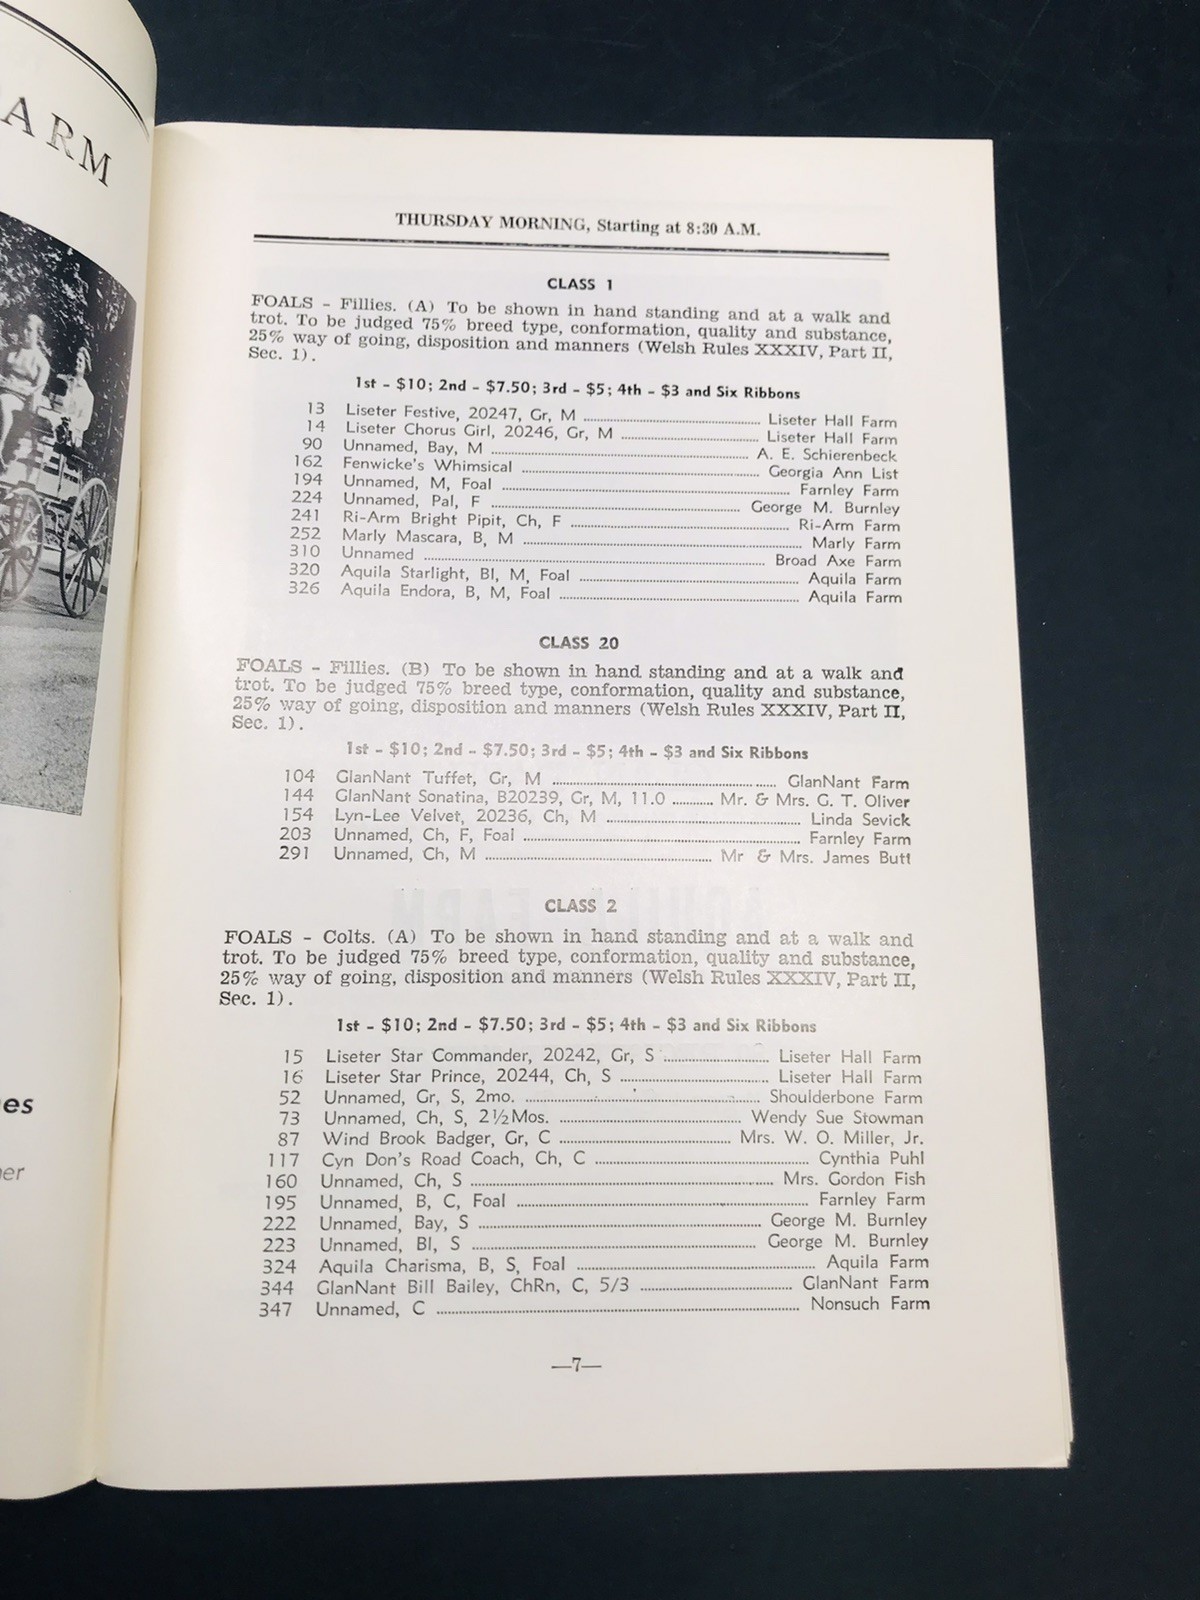 ARM
es
er
THURSDAY MORNING, Starting at 8:30 A.M.
CLASS 1
FOALS - Fillies. (A) To be shown in hand standing and at a walk and
trot. To be judged 75% breed type, conformation, quality and substance,
25% way of going, disposition and manners (Welsh Rules XXXIV, Part II,
Sec. 1).
1st - $10; 2nd - $7.50; 3rd - $5; 4th - $3 and Six Ribbons
13 Liseter Festive, 20247, Gr, M Liseter Hall Farm
14 Liseter Chorus Girl, 20246, Gr, M Liseter Hall Farm
90 Unnamed, Bay, M A. E. Schierenbeck
162 Fenwicke's Whimsical Georgia Ann List
194 Unnamed, M, Foal Farnley Farm
224 Unnamed, Pal, F George M. Burnley
241 Ri-Arm Bright Pipit, Ch, F Ri-Arm Farm
252 Marly Mascara, B, M Marly Farm
310 Unnamed Broad Axe Farm
320 Aquila Starlight, Bl, M, Foal Aquila Farm
326 Aquila Endora, B, M, Foal Aquila Farm
CLASS 20
FOALS - Fillies. (B) To be shown in hand standing and at a walk and
trot. To be judged 75% breed type, conformation, quality and substance,
25% way of going, disposition and manners (Welsh Rules XXXIV, Part II,
Sec. 1).
1st - $10; 2nd - $7.50; 3rd - $5; 4th - $3 and Six Ribbons
104 GlanNant Tuffet, Gr, M GlanNant Farm
144 GlanNant Sonatina, B20239, Gr, M, 11.0 Mr. & Mrs. G. T. Oliver
154 Lyn-Lee Velvet, 20236, Ch, M Linda Sevick
203 Unnamed, Ch, F, Foal Farnley Farm
291 Unnamed, Ch, M Mr & Mrs. James Butt
CLASS 2
FOALS - Colts. (A) To be shown in hand standing and at a walk and
trot. To be judged 75% breed type, conformation, quality and substance,
25% way of going, disposition and manners (Welsh Rules XXXIV, Part II,
Sec. 1).
1st - $10; 2nd - $7.50; 3rd - $5; 4th - $3 and Six Ribbons
15 Liseter Star Commander, 20242, Gr, S Liseter Hall Farm
16 Liseter Star Prince, 20244, Ch, S Liseter Hall Farm
52 Unnamed, Gr, S, 2mo. Shoulderbone Farm
73 Unnamed, Ch, S, 2½Mos. Wendy Sue Stowman
87 Wind Brook Badger, Gr, C Mrs. W. O. Miller, Jr.
117 Cyn Don's Road Coach, Ch, C Cynthia Puhl
160 Unnamed, Ch, S Mrs. Gordon Fish
195 Unnamed, B, C, Foal Farnley Farm
222 Unnamed, Bay, S George M. Burnley
223 Unnamed, Bl, S George M. Burnley
324 Aquila Charisma, B, S, Foal Aquila Farm
344 GlanNant Bill Bailey, ChRn, C, 5/3 GlanNant Farm
347 Unnamed, C Nonsuch Farm
—7—